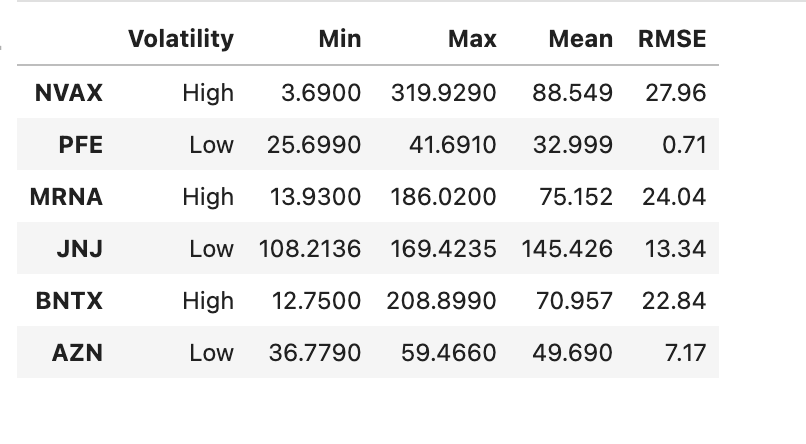 Volatility Min Max Mean RMSE
NVAX High 3.6900 319.9290 88.549 27.96
PFE Low 25.6990 41.6910 32.999 0.71
MRNA High 13.9300 186.0200 75.152 24.04
JNJ Low 108.2136 169.4235 145.426 13.34
BNTX High 12.7500 208.8990 70.957 22.84
AZN Low 36.7790 59.4660 49.690 7.17